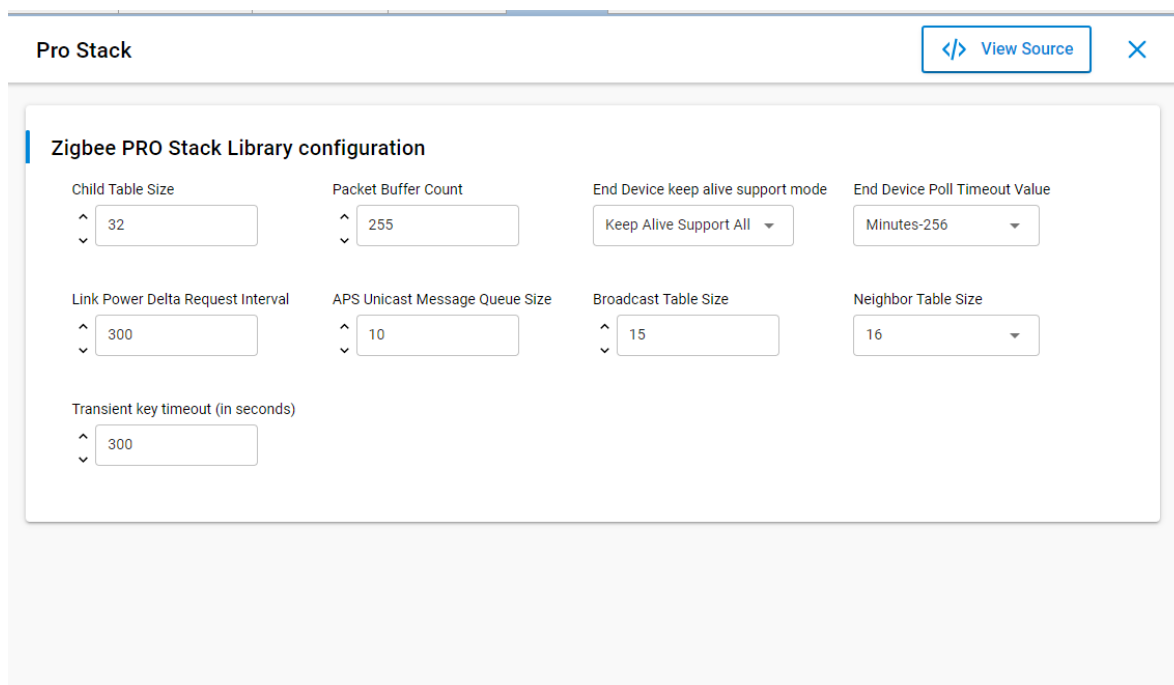 Pro Stack
</> View Source
Zigbee PRO Stack Library configuration
Child Table Size
Packet Buffer Count
End Device keep alive support mode
End Device Poll Timeout Value
32
255
Keep Alive Support All
Minutes-256
Link Power Delta Request Interval
APS Unicast Message Queue Size
Broadcast Table Size
Neighbor Table Size
300
10
15
16
Transient key timeout (in seconds)
300